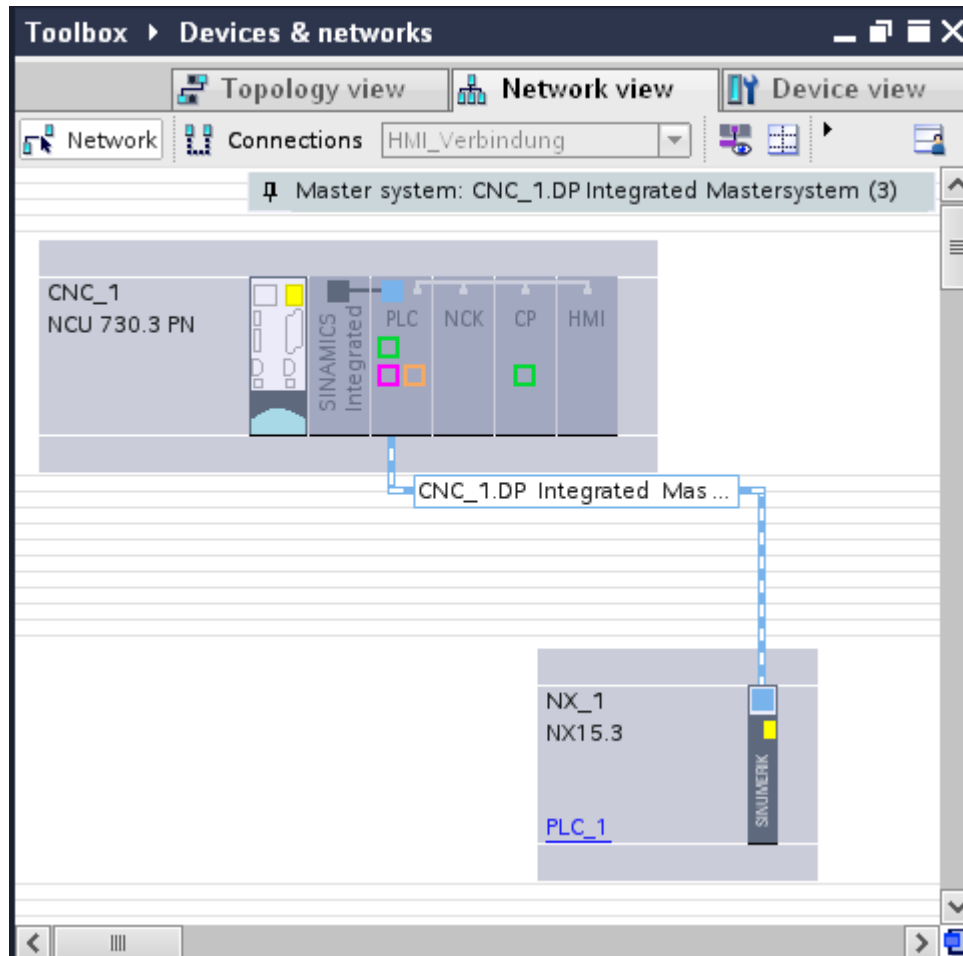 Toolbox ▸ Devices & networks
Topology view Network view Device view
Network Connections HMI_Verbindung
Master system: CNC_1.DP Integrated Mastersystem (3)
CNC_1
NCU 730.3 PN
SINAMICS
Integrated
PLC NCK CP HMI
CNC_1.DP Integrated Mas...
NX_1
NX15.3
SINUMERIK
PLC_1